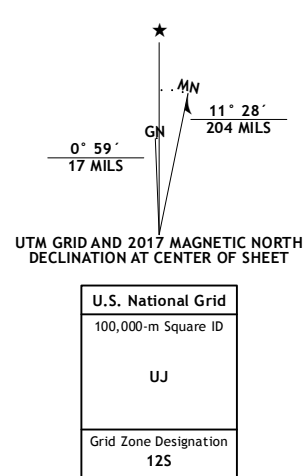 ★
MN
11° 28´
204 MILS
GN
0° 59´
17 MILS
UTM GRID AND 2017 MAGNETIC NORTH
DECLINATION AT CENTER OF SHEET
U.S. National Grid
100,000-m Square ID
UJ
Grid Zone Designation
12S